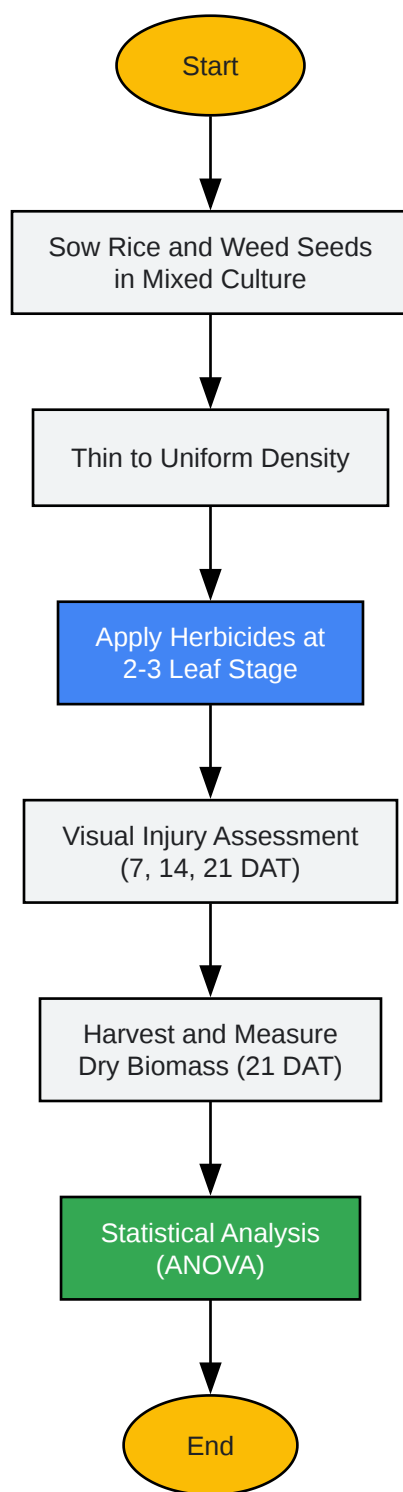 Start
Sow Rice and Weed Seeds
in Mixed Culture
Thin to Uniform Density
Apply Herbicides at
2-3 Leaf Stage
Visual Injury Assessment
(7, 14, 21 DAT)
Harvest and Measure
Dry Biomass (21 DAT)
Statistical Analysis
(ANOVA)
End